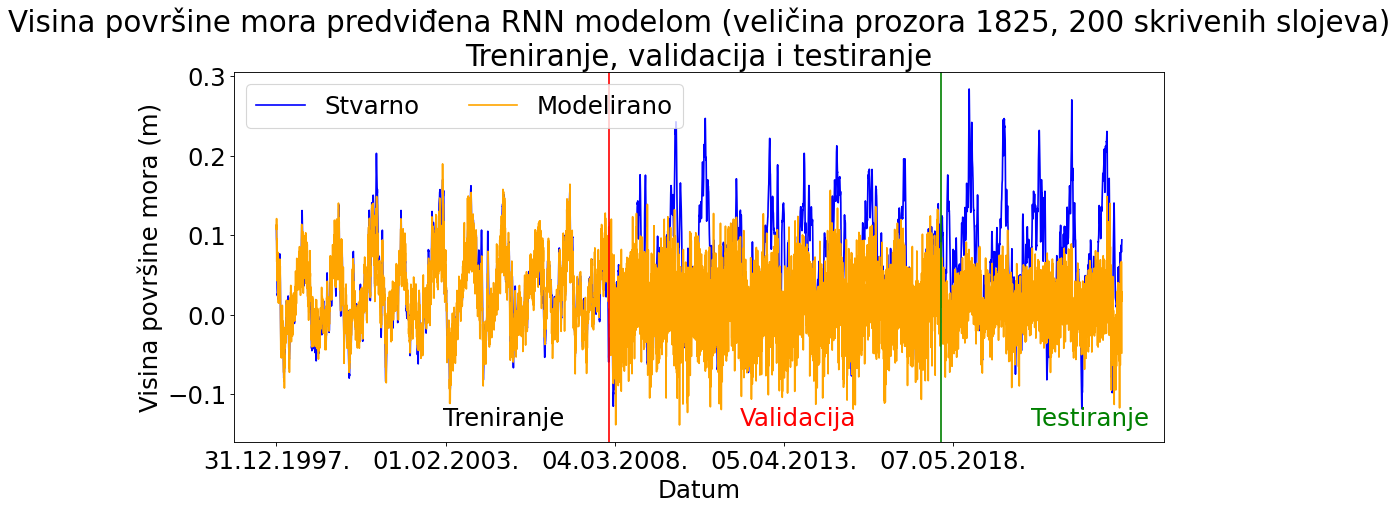 Visina površine mora predviđena RNN modelom (veličina prozora 1825, 200 skrivenih slojeva)
Treniranje, validacija i testiranje
Stvarno
Modelirano
Visina površine mora (m)
0.3
0.2
0.1
0.0
−0.1
Treniranje
Validacija
Testiranje
31.12.1997.
01.02.2003.
04.03.2008.
05.04.2013.
07.05.2018.
Datum